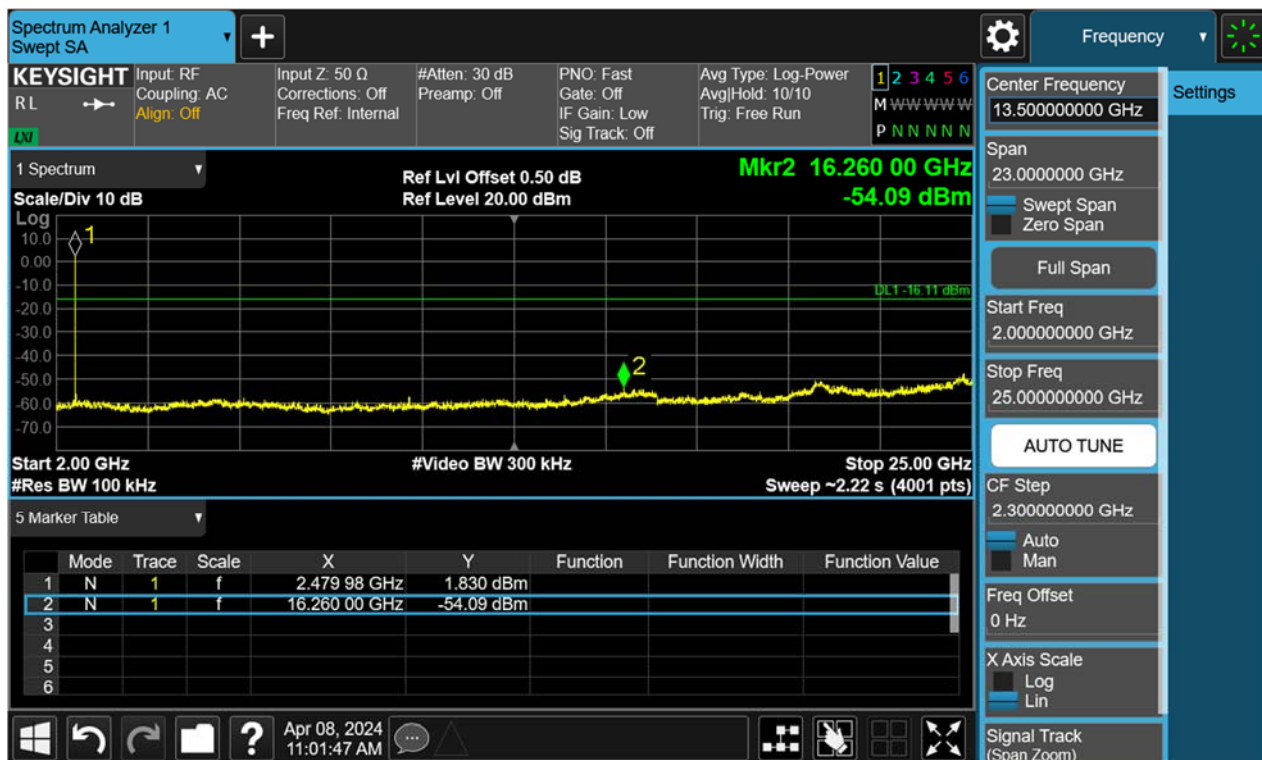 Spectrum Analyzer 1
Swept SA
+
Frequency
KEYSIGHT
R L
LXI
Input: RF
Coupling: AC
Align: Off
Input Z: 50 Ω
Corrections: Off
Freq Ref: Internal
#Atten: 30 dB
Preamp: Off
PNO: Fast
Gate: Off
IF Gain: Low
Sig Track: Off
Avg Type: Log-Power
Avg|Hold: 10/10
Trig: Free Run
1 2 3 4 5 6
M W W W W W
P N N N N N
1 Spectrum
Scale/Div 10 dB
Ref Lvl Offset 0.50 dB
Ref Level 20.00 dBm
Mkr2 16.260 00 GHz
-54.09 dBm
Log
10.0
0.00
-10.0
-20.0
-30.0
-40.0
-50.0
-60.0
-70.0
1
2
DL1 -16.11 dBm
Start 2.00 GHz
#Video BW 300 kHz
Stop 25.00 GHz
#Res BW 100 kHz
Sweep ~2.22 s (4001 pts)
5 Marker Table
Mode Trace Scale X Y Function Function Width Function Value
1 N 1 f 2.479 98 GHz 1.830 dBm
2 N 1 f 16.260 00 GHz -54.09 dBm
3
4
5
6
?
Apr 08, 2024
11:01:47 AM
Center Frequency
13.500000000 GHz
Settings
Span
23.0000000 GHz
Swept Span
Zero Span
Full Span
Start Freq
2.000000000 GHz
Stop Freq
25.000000000 GHz
AUTO TUNE
CF Step
2.300000000 GHz
Auto
Man
Freq Offset
0 Hz
X Axis Scale
Log
Lin
Signal Track
(Span Zoom)